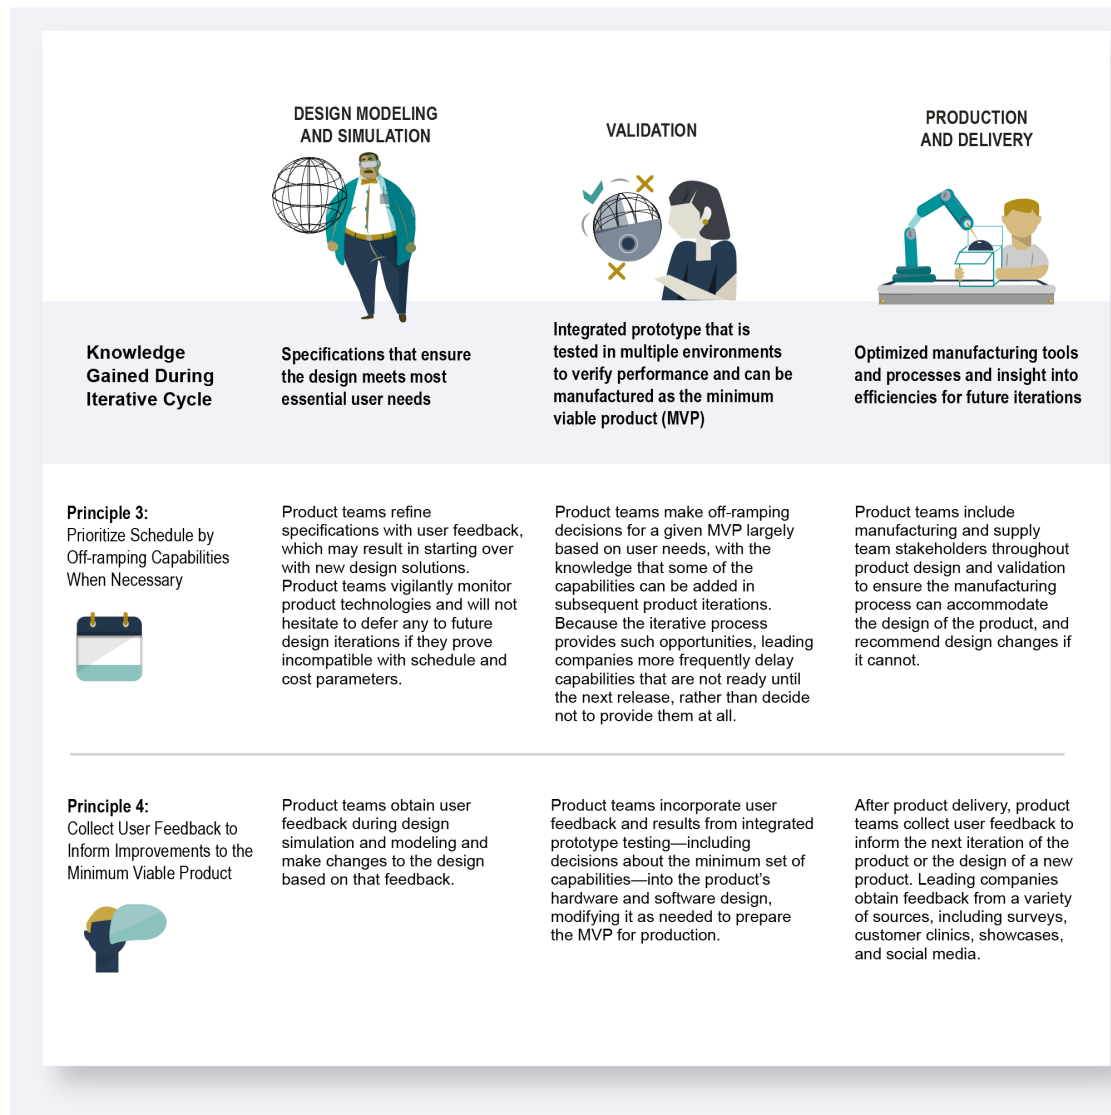 DESIGN MODELING
AND SIMULATION
VALIDATION
PRODUCTION
AND DELIVERY
Knowledge
Gained During
Iterative Cycle
Specifications that ensure
the design meets most
essential user needs
Integrated prototype that is
tested in multiple environments
to verify performance and can be
manufactured as the minimum
viable product (MVP)
Optimized manufacturing tools
and processes and insight into
efficiencies for future iterations
Principle 3:
Prioritize Schedule by
Off-ramping Capabilities
When Necessary
Product teams refine
specifications with user feedback,
which may result in starting over
with new design solutions.
Product teams vigilantly monitor
product technologies and will not
hesitate to defer any to future
design iterations if they prove
incompatible with schedule and
cost parameters.
Product teams make off-ramping
decisions for a given MVP largely
based on user needs, with the
knowledge that some of the
capabilities can be added in
subsequent product iterations.
Because the iterative process
provides such opportunities, leading
companies more frequently delay
capabilities that are not ready until
the next release, rather than decide
not to provide them at all.
Product teams include
manufacturing and supply
team stakeholders throughout
product design and validation
to ensure the manufacturing
process can accommodate
the design of the product, and
recommend design changes if
it cannot.
Principle 4:
Collect User Feedback to
Inform Improvements to the
Minimum Viable Product
Product teams obtain user
feedback during design
simulation and modeling and
make changes to the design
based on that feedback.
Product teams incorporate user
feedback and results from integrated
prototype testing—including
decisions about the minimum set of
capabilities—into the product’s
hardware and software design,
modifying it as needed to prepare
the MVP for production.
After product delivery, product
teams collect user feedback to
inform the next iteration of the
product or the design of a new
product. Leading companies
obtain feedback from a variety
of sources, including surveys,
customer clinics, showcases,
and social media.